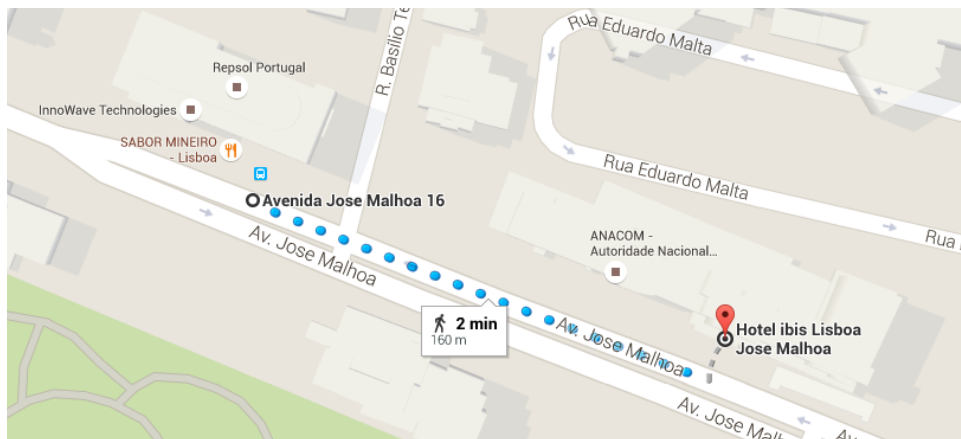 Rua Eduardo Malta
R. Basílio Te
Repsol Portugal
InnoWave Technologies
SABOR MINEIRO
- Lisboa
Rua Eduardo Malta
Avenida Jose Malhoa 16
Av. Jose Malhoa
ANACOM -
Autoridade Nacional...
Rua
2 min
160 m
Av. Jose Malhoa
Hotel ibis Lisboa
Jose Malhoa
Av. Jose Malhoa
Av.